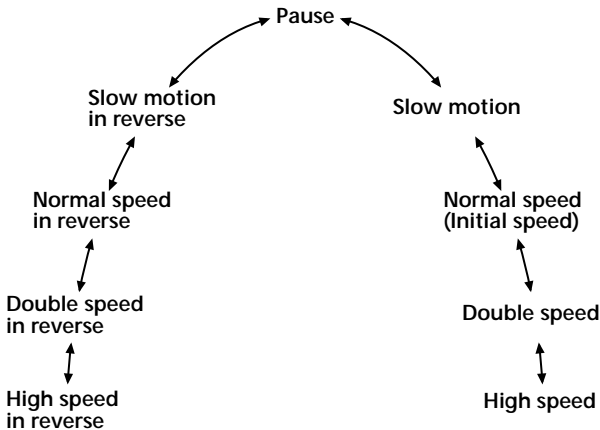 Pause
Slow motion
in reverse
Slow motion
Normal speed
in reverse
Normal speed
(Initial speed)
Double speed
in reverse
Double speed
High speed
in reverse
High speed